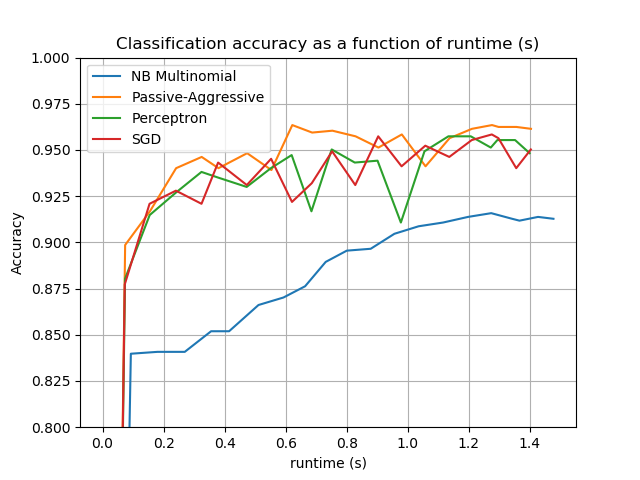 Classification accuracy as a function of runtime (s)
1.000
0.975
0.950
0.925
0.900
0.875
0.850
0.825
0.800
Accuracy
NB Multinomial
Passive-Aggressive
Perceptron
SGD
0.0 0.2 0.4 0.6 0.8 1.0 1.2 1.4
runtime (s)